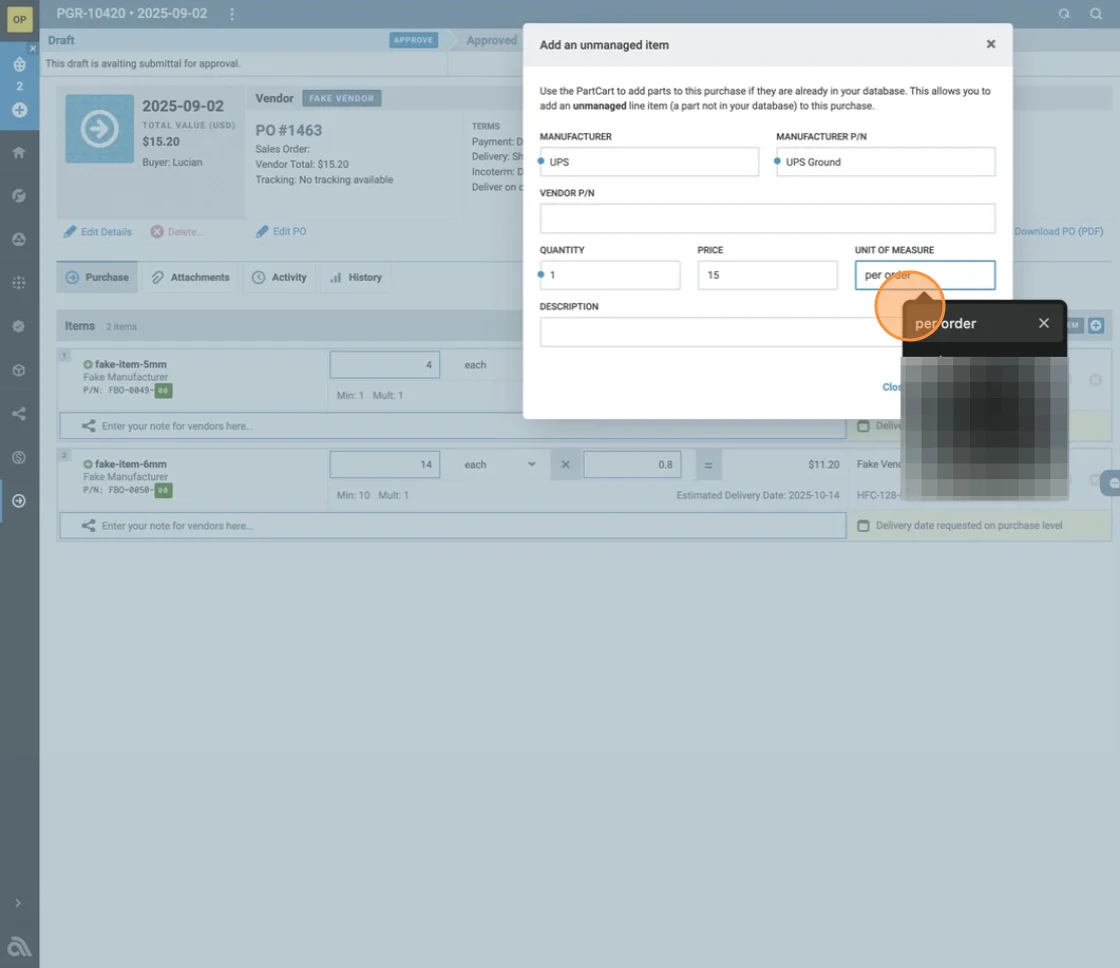 OP
PGR-10420 • 2025-09-02
Draft
APPROVE
Approved
This draft is awaiting submittal for approval.
2
2025-09-02
TOTAL VALUE (USD)
$15.20
Buyer: Lucian
Vendor FAKE VENDOR
PO #1463
Sales Order:
Vendor Total: $15.20
Tracking: No tracking available
TERMS
Payment: D
Delivery: Sh
Incoterm: D
Deliver on c
Edit Details
Delete...
Edit PO
Download PO (PDF)
Purchase
Attachments
Activity
History
Items 2 items
1
fake-item-5mm
Fake Manufacturer
P/N: FBO-0049-00
4
each
Min: 1 Mult: 1
Enter your note for vendors here...
2
fake-item-6mm
Fake Manufacturer
P/N: FBO-0050-00
14
each
0.8
=
$11.20
Fake Vend
Min: 10 Mult: 1
Estimated Delivery Date: 2025-10-14
HFC-128-
Enter your note for vendors here...
Delivery date requested on purchase level
Add an unmanaged item
Use the PartCart to add parts to this purchase if they are already in your database. This allows you to
add an unmanaged line item (a part not in your database) to this purchase.
MANUFACTURER
MANUFACTURER P/N
UPS
UPS Ground
VENDOR P/N
QUANTITY
PRICE
UNIT OF MEASURE
1
15
per order
DESCRIPTION
per order